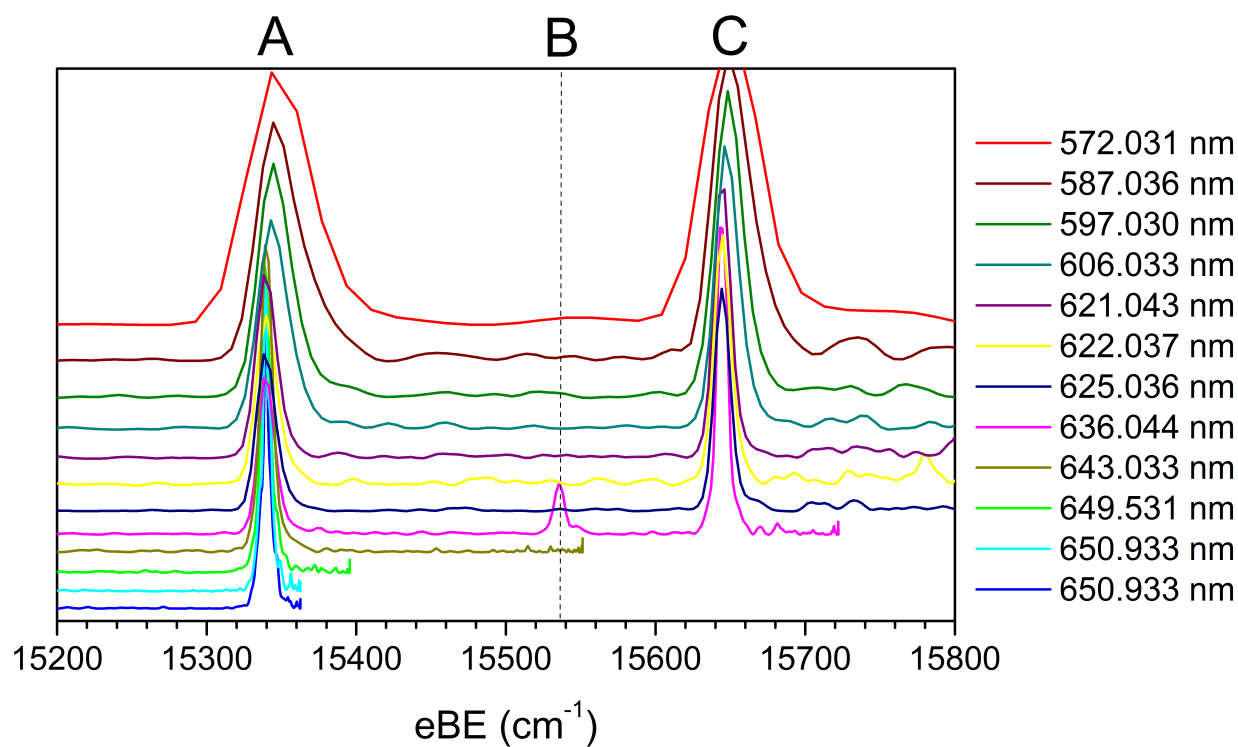 A B C
572.031 nm
587.036 nm
597.030 nm
606.033 nm
621.043 nm
622.037 nm
625.036 nm
636.044 nm
643.033 nm
649.531 nm
650.933 nm
650.933 nm
15200 15300 15400 15500 15600 15700 15800
eBE (cm⁻¹)